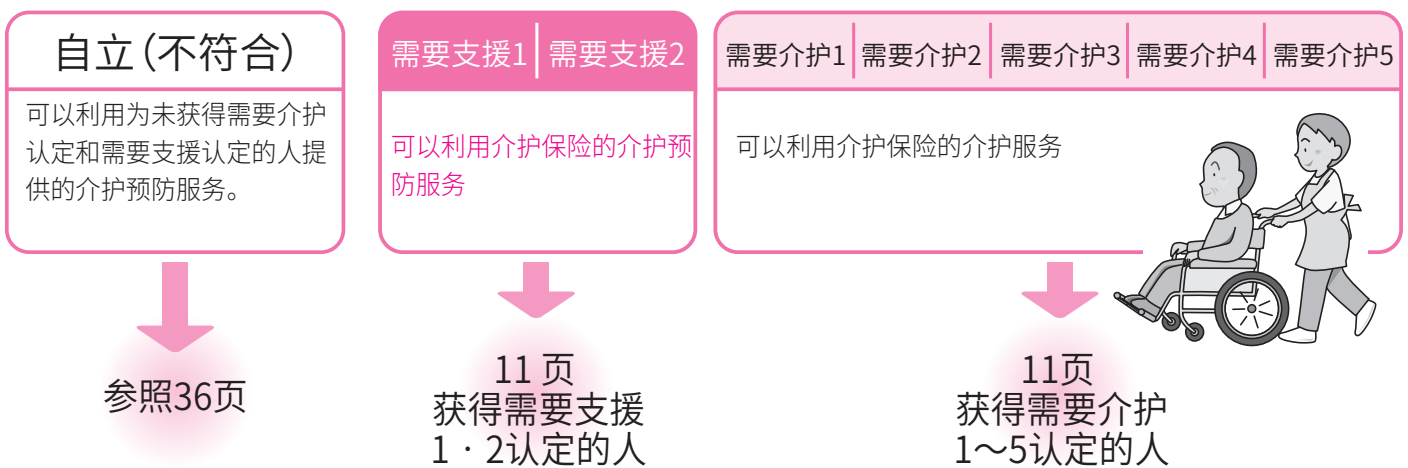 自立（不符合）
可以利用为未获得需要介护
认定和需要支援认定的人提
供的介护预防服务。
参照36页
需要支援1 需要支援2
可以利用介护保险的介护预
防服务
11 页
获得需要支援
1・2认定的人
需要介护1 需要介护2 需要介护3 需要介护4 需要介护5
可以利用介护保险的介护服务
11页
获得需要介护
1～5认定的人